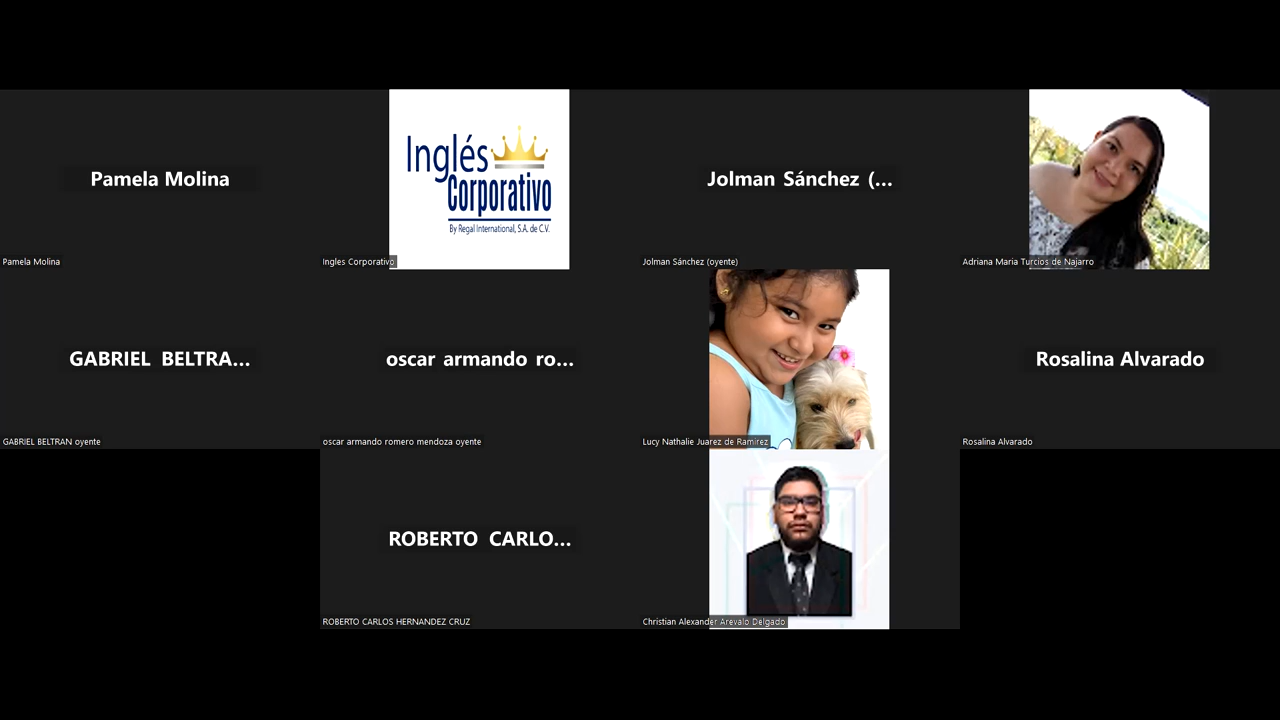 Pamela Molina
Pamela Molina
Inglés
Corporativo
By Regal International, S.A. de C.V.
Ingles Corporativo
Jolman Sánchez (...
Jolman Sánchez (oyente)
Adriana Maria Turcios de Najarro
GABRIEL BELTRA...
GABRIEL BELTRAN oyente
oscar armando ro...
oscar armando romero mendoza oyente
Lucy Nathalie Juarez de Ramirez
Rosalina Alvarado
Rosalina Alvarado
ROBERTO CARLO...
ROBERTO CARLOS HERNANDEZ CRUZ
Christian Alexander Arevalo Delgado